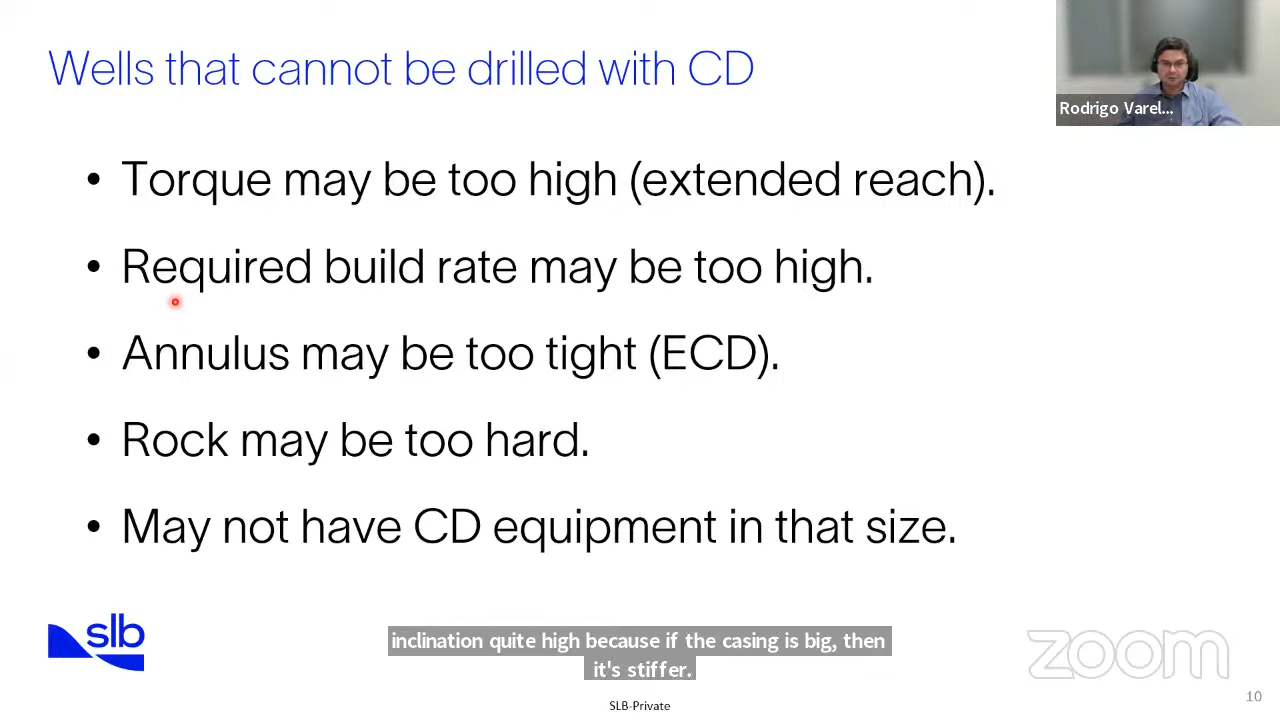 Wells that cannot be drilled with CD
Rodrigo Varel...
• Torque may be too high (extended reach).
• Required build rate may be too high.
• Annulus may be too tight (ECD).
• Rock may be too hard.
• May not have CD equipment in that size.
slb
inclination quite high because if the casing is big, then
it's stiffer.
zoom
SLB-Private
10